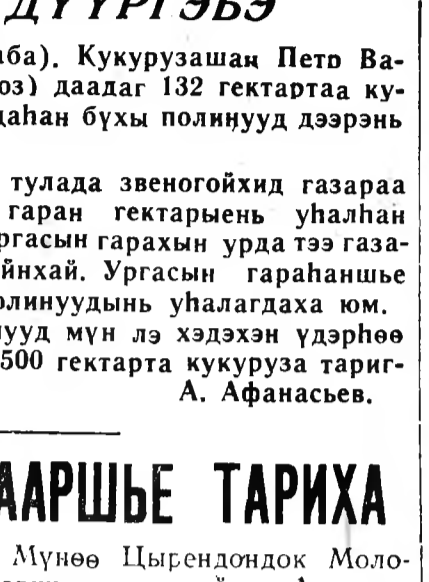 ДҮҮРГЭБЭ
аба). Кукурузашан Петр Ва-
оз) даадаг 132 гектартаа ку-
даһан бүхы полинууд дээрэнь
тулада звеногойхид газараа
гаран гектарыень уһалһан
ргасын гарахын урда тээ газа-
йнхай. Ургасын гараһаншье
олинуудынь уһалагдаха юм.
нууд мүн лэ хэдэхэн үдэрһөө
500 гектарта кукуруза тариг-
А. Афанасьев.
ААРШЬЕ ТАРИХА
Мүнөө Цырендондок Моло-